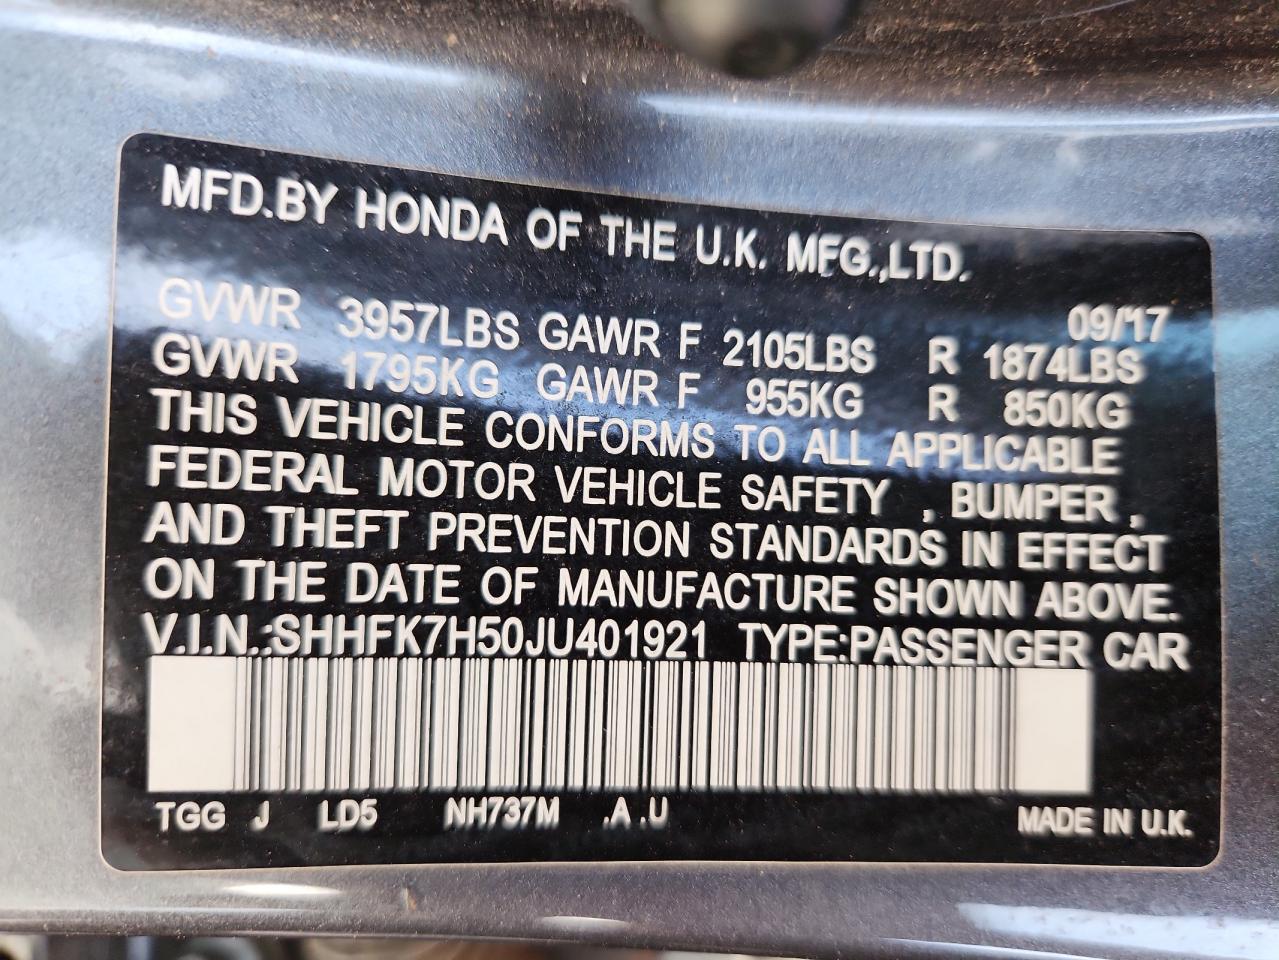 MFD.BY HONDA OF THE U.K. MFG.,LTD.
09/'17
GVWR 3957LBS GAWR F 2105LBS R 1874LBS
GVWR 1795KG GAWR F 955KG R 850KG
THIS VEHICLE CONFORMS TO ALL APPLICABLE
FEDERAL MOTOR VEHICLE SAFETY , BUMPER ,
AND THEFT PREVENTION STANDARDS IN EFFECT
ON THE DATE OF MANUFACTURE SHOWN ABOVE.
V.I.N.:SHHFK7H50JU401921 TYPE:PASSENGER CAR
TGG J LD5 NH737M .A .U MADE IN U.K.